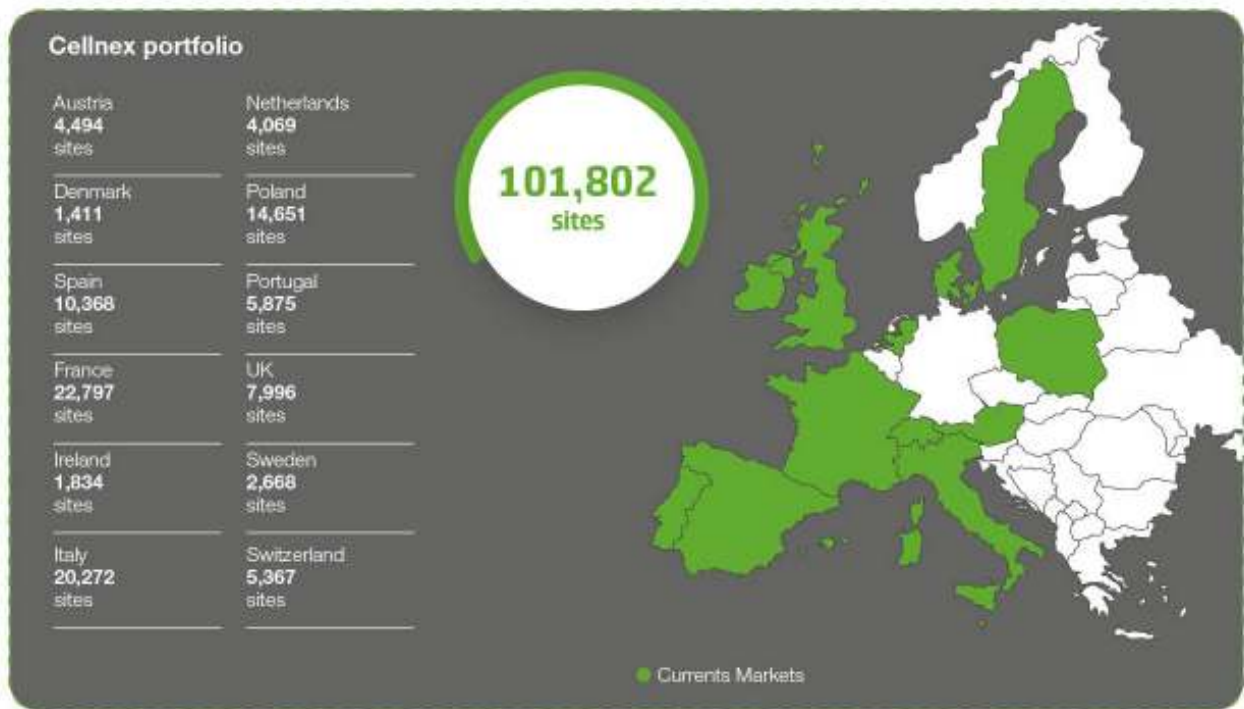 Cellnex portfolio
Austria
4,494
sites
Netherlands
4,069
sites
Denmark
1,411
sites
Poland
14,651
sites
Spain
10,368
sites
Portugal
5,875
sites
France
22,797
sites
UK
7,996
sites
Ireland
1,834
sites
Sweden
2,668
sites
Italy
20,272
sites
Switzerland
5,367
sites
101,802
sites
Currents Markets